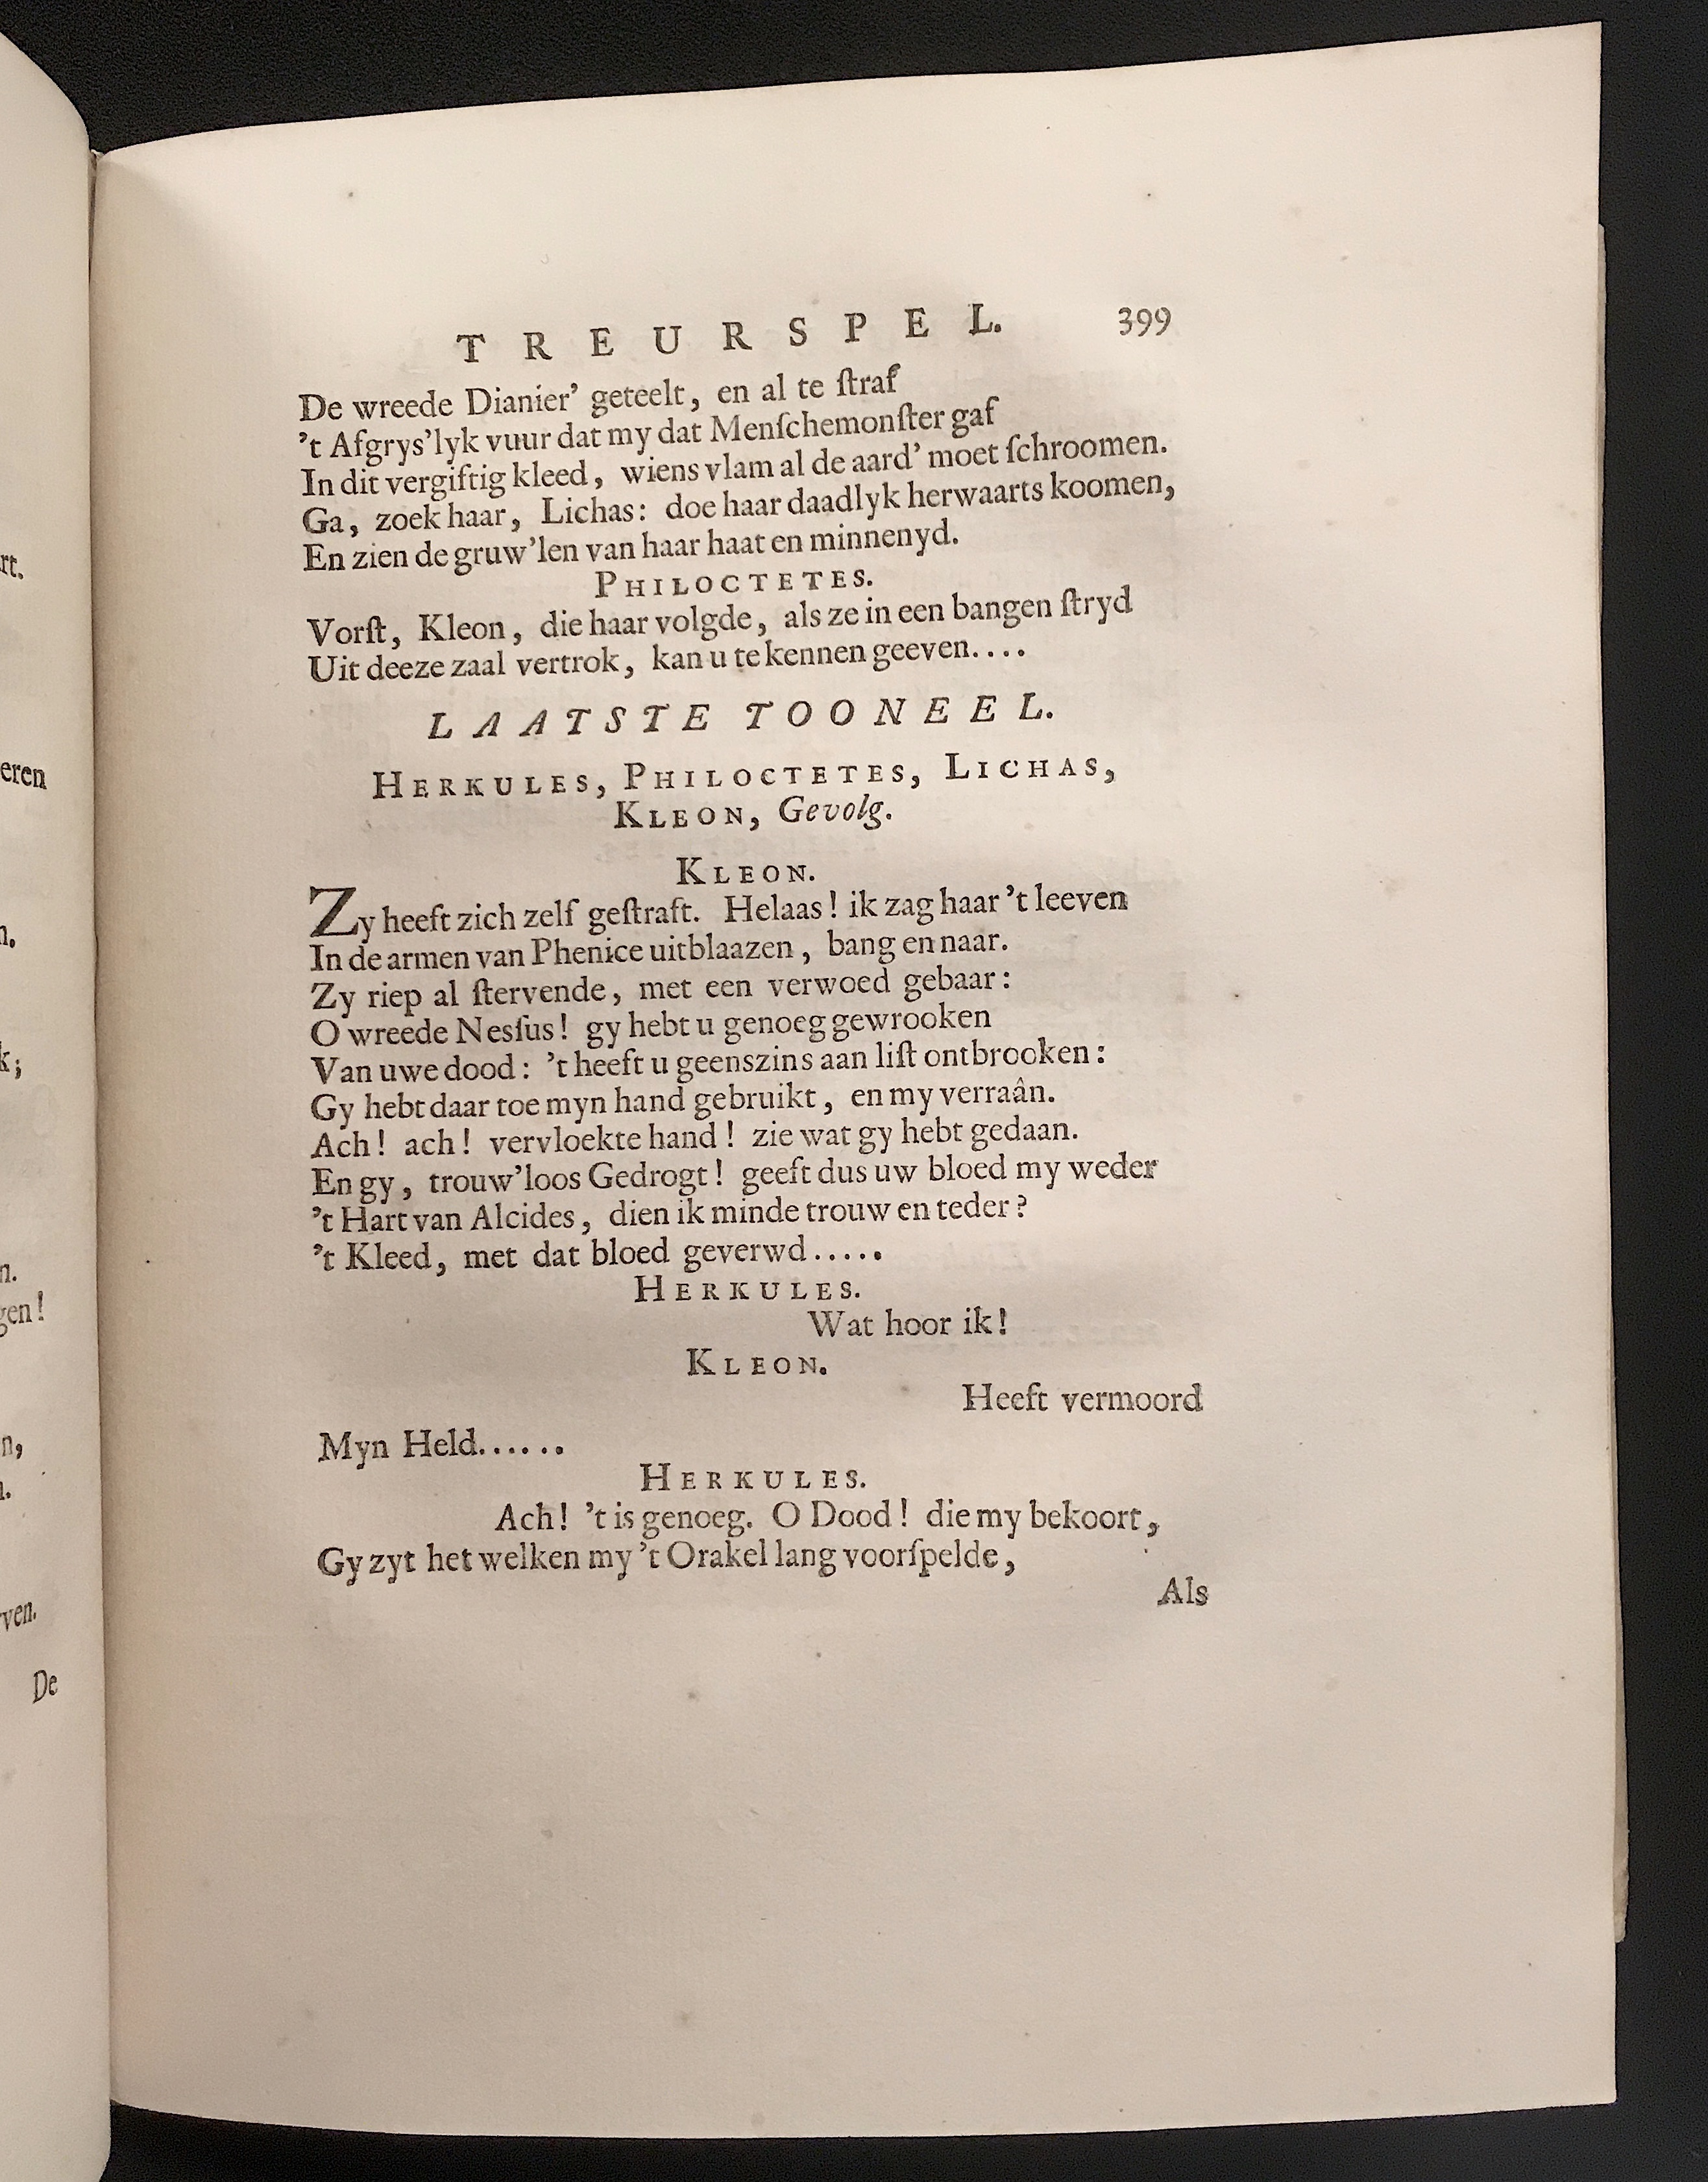 TREURSPEL. 399
De wreede Dianier' geteelt, en al te ſtraf
't Afgrys'lyk vuur dat my dat Menſchemonſter gaf
In dit vergiftig kleed, wiens vlam al de aard' moet ſchroomen.
Ga, zoek haar, Lichas: doe haar daadlyk herwaarts koomen,
En zien de gruw'len van haar haat en minnenyd.
PHILOCTETES.
Vorſt, Kleon, die haar volgde, als ze in een bangen ſtryd
Uit deeze zaal vertrok, kan u te kennen geeven....
LAATSTE TOONEEL.
HERKULES, PHILOCTETES, LICHAS,
KLEON, Gevolg.
KLEON.
Zy heeft zich zelf geſtraft. Helaas! ik zag haar 't leeven
In de armen van Phenice uitblaazen, bang en naar.
Zy riep al ſtervende, met een verwoed gebaar:
O wreede Nesſus! gy hebt u genoeg gewrooken
Van uwe dood: 't heeft u geenszins aan liſt ontbrooken:
Gy hebt daar toe myn hand gebruikt, en my verraân.
Ach! ach! vervloekte hand! zie wat gy hebt gedaan.
En gy, trouw'loos Gedrogt! geeft dus uw bloed my weder
't Hart van Alcides, dien ik minde trouw en teder?
't Kleed, met dat bloed geverwd.....
HERKULES.
Wat hoor ik!
KLEON.
Heeft vermoord
Myn Held......
HERKULES.
Ach! 't is genoeg. O Dood! die my bekoort,
Gy zyt het welken my 't Orakel lang voorſpelde,
Als
rt.
eren
n.
k;
n.
gen!
n,
rven.
De